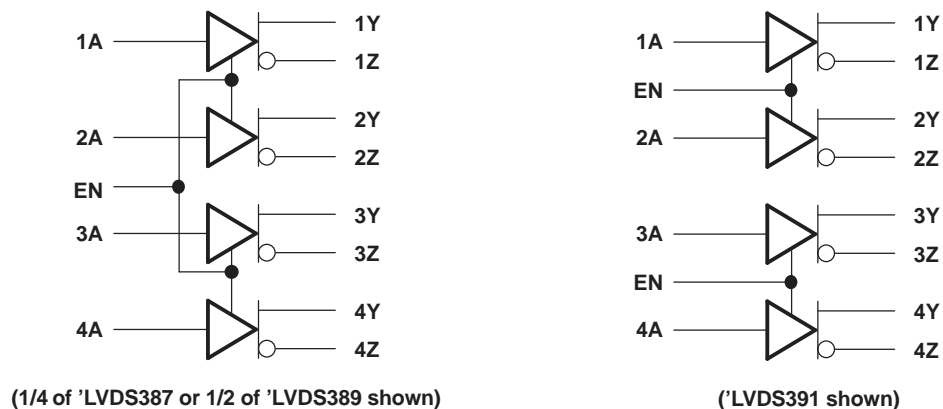 1A
1Y
1Z
2A
2Y
2Z
EN
3A
3Y
3Z
4A
4Y
4Z
(1/4 of ’LVDS387 or 1/2 of ’LVDS389 shown)
1A
1Y
1Z
EN
2A
2Y
2Z
3A
3Y
3Z
EN
4A
4Y
4Z
(’LVDS391 shown)